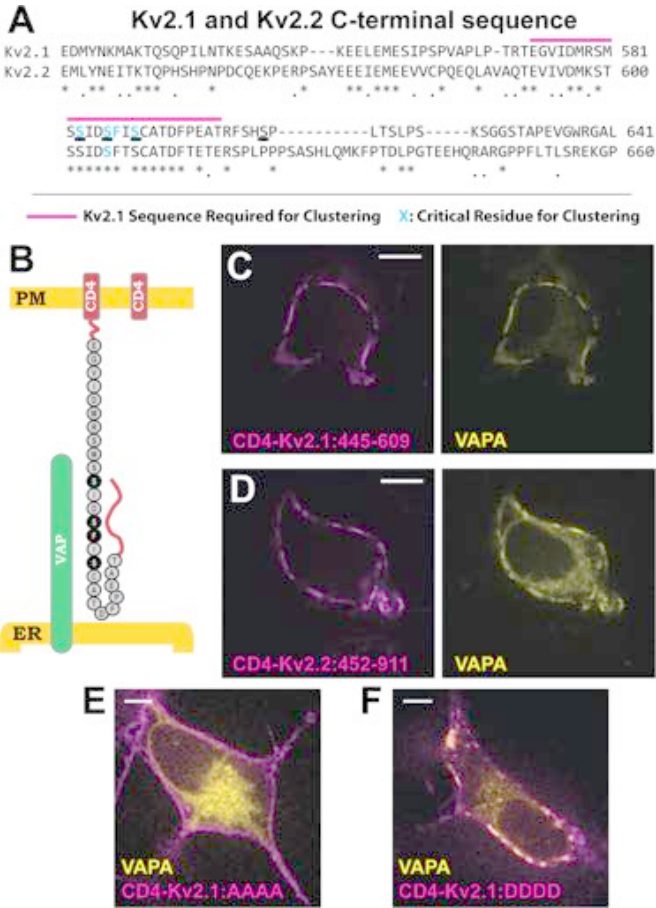 A
Kv2.1 and Kv2.2 C-terminal sequence
Kv2.1 EDMYNKMAKTQSQPILNTKESAAQSKP---KEELEMESIPSPVAPLP-TRTEGVIDMRSM 581
Kv2.2 EMLYNEITKTQPHSHPNPDCQEKPERPSAYEEEIEMEEVVCPQEQLAVAQTEVIVDMKST 600
SSIDSFISCATDFPEATRFSHSP----------LTSLPS-----KSGGSTAPEVGWRGAL 641
SSIDSFTSCATDFTETERSPLPPPSASHLQMKFPTDLPGTEEHQRARGPPFLTLSREKGP 660
Kv2.1 Sequence Required for Clustering X: Critical Residue for Clustering
B
CD4
CD4
PM
VAP
ER
C
CD4-Kv2.1:445-609
VAPA
D
CD4-Kv2.2:452-911
VAPA
E
VAPA
CD4-Kv2.1:AAAA
F
VAPA
CD4-Kv2.1:DDDD